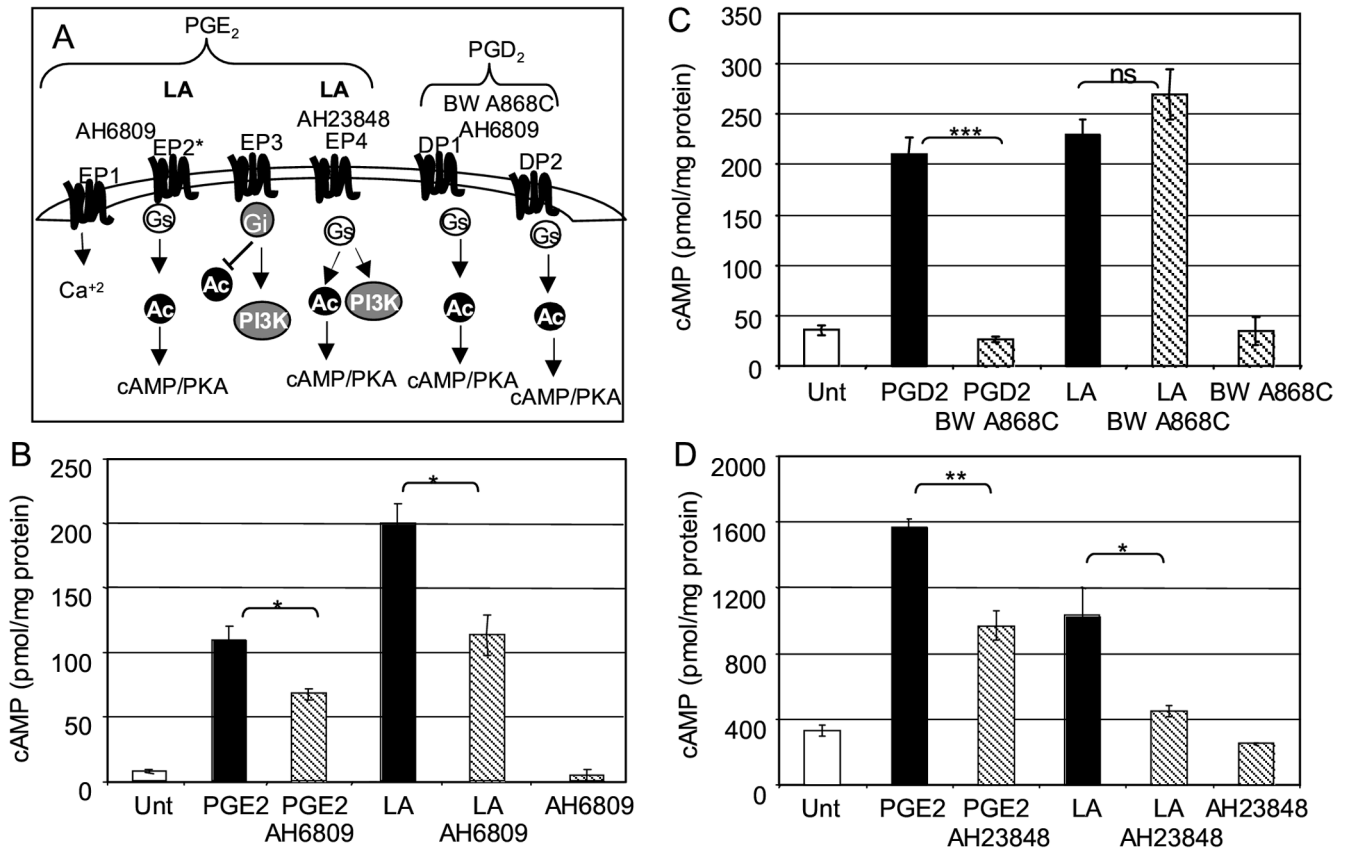 A
PGE2
PGD2
LA
LA
BW A868C
AH6809
AH23848
AH6809
EP1
EP2*
EP3
EP4
DP1
DP2
Gs
Gi
Gs
Gs
Gs
Ca+2
Ac
Ac
PI3K
Ac
PI3K
Ac
Ac
cAMP/PKA
cAMP/PKA
cAMP/PKA
cAMP/PKA
B
cAMP (pmol/mg protein)
250
200
150
100
50
0
*
*
Unt
PGE2
PGE2
AH6809
LA
LA
AH6809
AH6809
C
cAMP (pmol/mg protein)
350
300
250
200
150
100
50
0
***
ns
Unt
PGD2
PGD2
BW A868C
LA
LA
BW A868C
BW A868C
D
cAMP (pmol/mg protein)
2000
1600
1200
800
400
0
**
*
Unt
PGE2
PGE2
AH23848
LA
LA
AH23848
AH23848